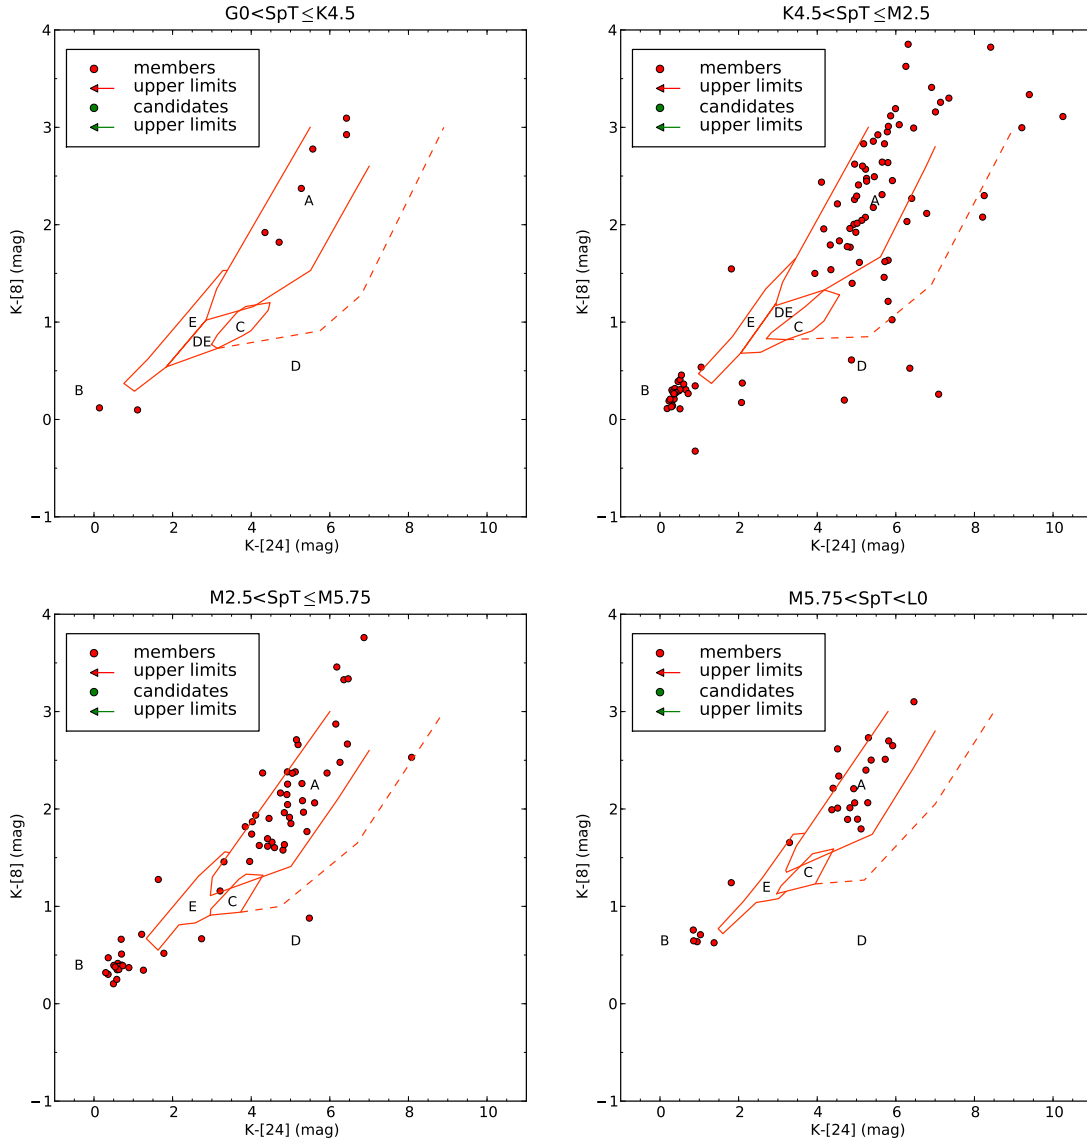 G0<SpT≤K4.5
4
3
2
1
0
−1
0
2
4
6
8
10
K-[8] (mag)
K-[24] (mag)
members
upper limits
candidates
upper limits
A
B
C
D
E
DE
K4.5<SpT≤M2.5
4
3
2
1
0
−1
0
2
4
6
8
10
K-[8] (mag)
K-[24] (mag)
members
upper limits
candidates
upper limits
A
B
C
D
E
DE
M2.5<SpT≤M5.75
4
3
2
1
0
−1
0
2
4
6
8
10
K-[8] (mag)
K-[24] (mag)
members
upper limits
candidates
upper limits
A
B
C
D
E
M5.75<SpT<L0
4
3
2
1
0
−1
0
2
4
6
8
10
K-[8] (mag)
K-[24] (mag)
members
upper limits
candidates
upper limits
A
B
C
D
E